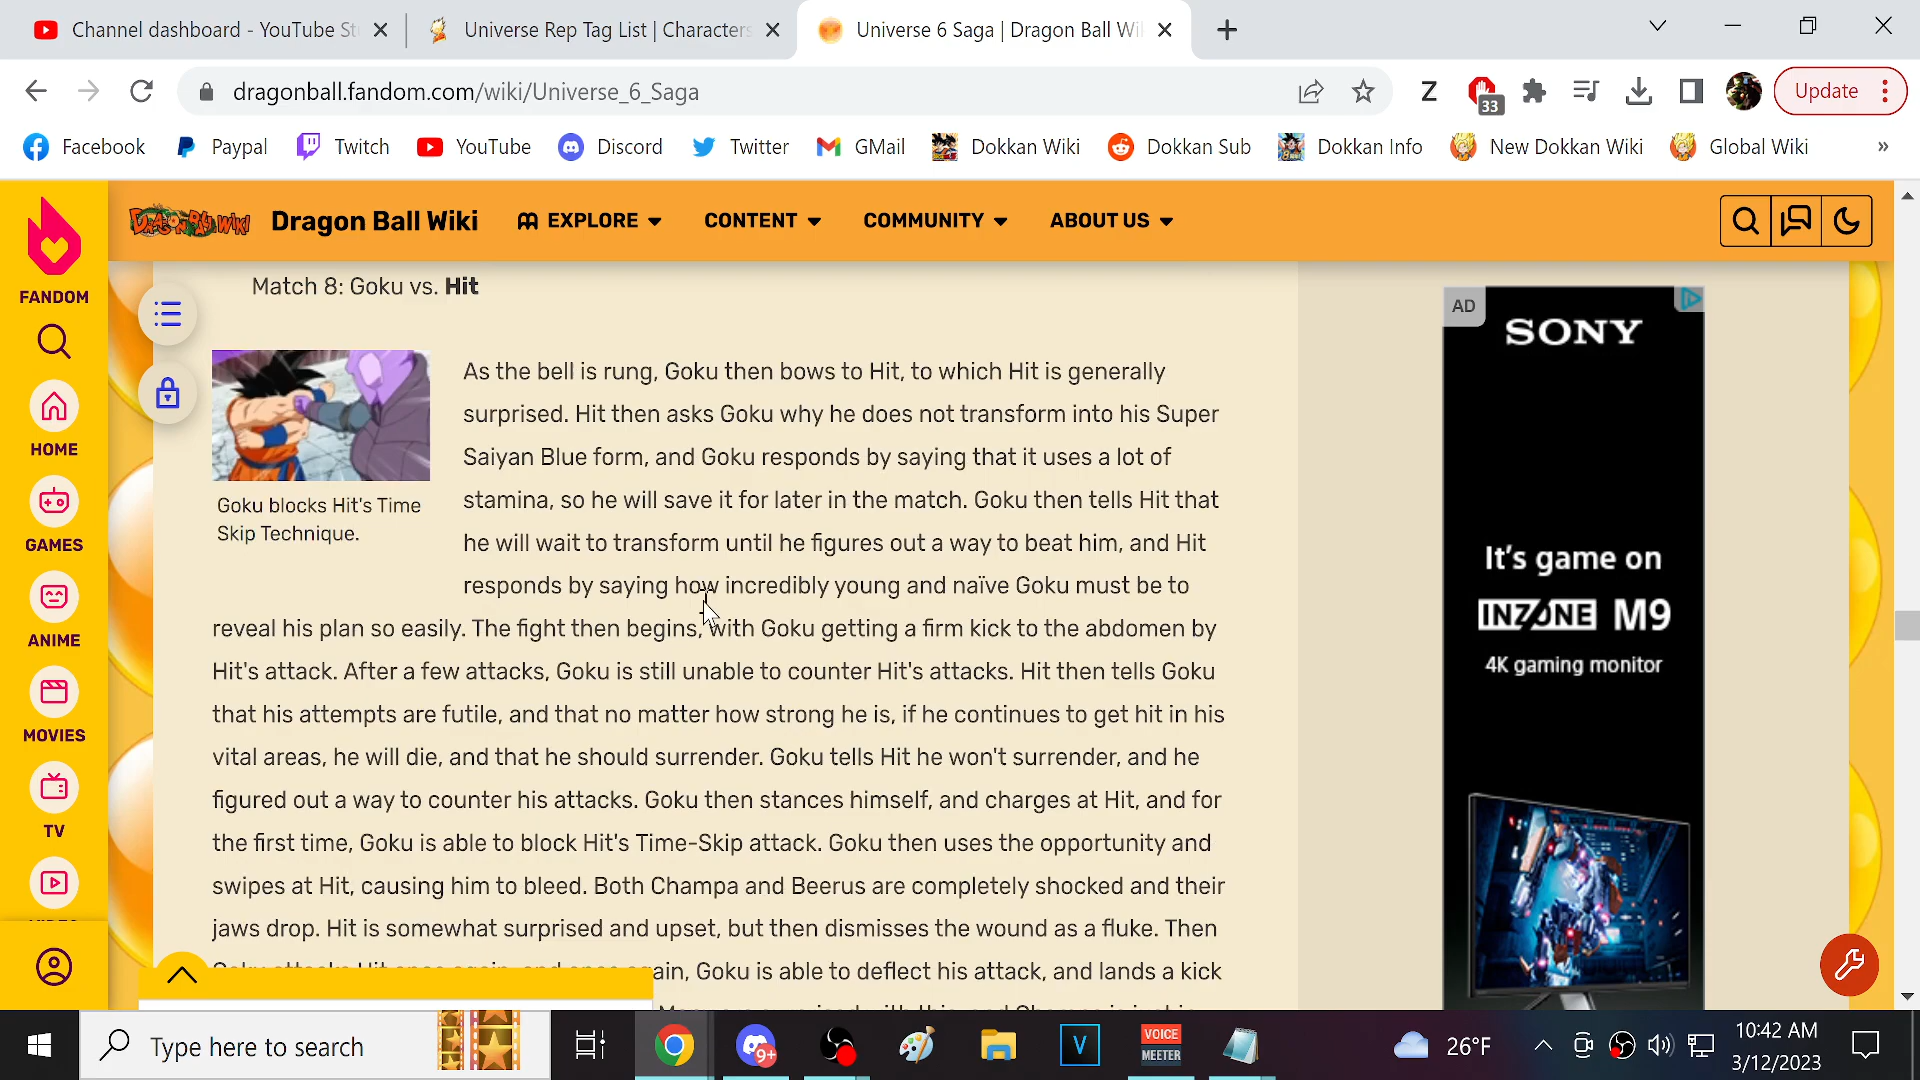 Channel dashboard - YouTube St
Universe Rep Tag List | Characters
Universe 6 Saga | Dragon Ball Wi
dragonball.fandom.com/wiki/Universe_6_Saga
Z
33
Update
Facebook
Paypal
Twitch
YouTube
Discord
Twitter
GMail
Dokkan Wiki
Dokkan Sub
Dokkan Info
New Dokkan Wiki
Global Wiki
»
FANDOM
HOME
GAMES
ANIME
MOVIES
TV
Dragon Ball Wiki
EXPLORE
CONTENT
COMMUNITY
ABOUT US
Match 8: Goku vs. Hit
Goku blocks Hit's Time
Skip Technique.
As the bell is rung, Goku then bows to Hit, to which Hit is generally
surprised. Hit then asks Goku why he does not transform into his Super
Saiyan Blue form, and Goku responds by saying that it uses a lot of
stamina, so he will save it for later in the match. Goku then tells Hit that
he will wait to transform until he figures out a way to beat him, and Hit
responds by saying how incredibly young and naïve Goku must be to
reveal his plan so easily. The fight then begins, with Goku getting a firm kick to the abdomen by
Hit's attack. After a few attacks, Goku is still unable to counter Hit's attacks. Hit then tells Goku
that his attempts are futile, and that no matter how strong he is, if he continues to get hit in his
vital areas, he will die, and that he should surrender. Goku tells Hit he won't surrender, and he
figured out a way to counter his attacks. Goku then stances himself, and charges at Hit, and for
the first time, Goku is able to block Hit's Time-Skip attack. Goku then uses the opportunity and
swipes at Hit, causing him to bleed. Both Champa and Beerus are completely shocked and their
jaws drop. Hit is somewhat surprised and upset, but then dismisses the wound as a fluke. Then
Goku is able to deflect his attack, and lands a kick
AD
SONY
It's game on
INZONE M9
4K gaming monitor
Type here to search
9+
V
VOICE
MEETER
26°F
10:42 AM
3/12/2023